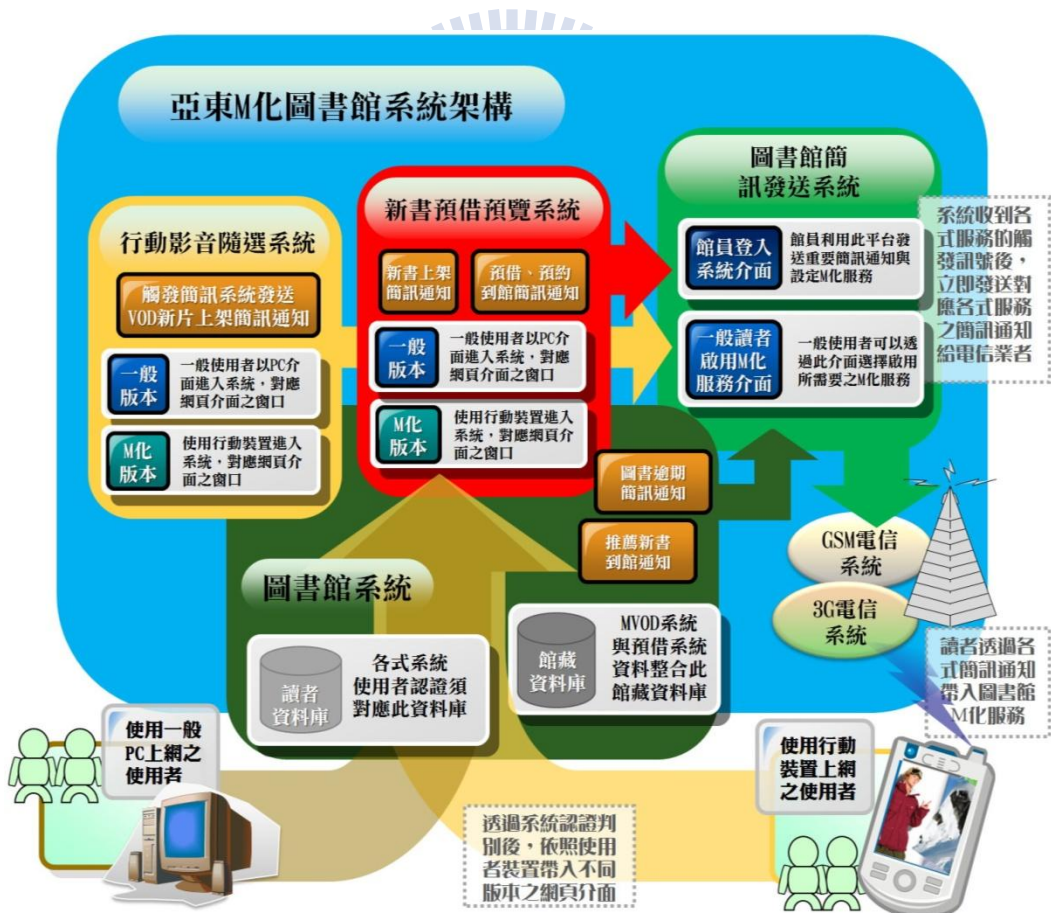 亞東M化圖書館系統架構
圖書館簡
訊發送系統
新書預借預覽系統
行動影音隨選系統
觸發簡訊系統發送
VOD新片上架簡訊通知
一般
版本
一般使用者以PC介
面進入系統，對應
網頁介面之窗口
M化
版本
使用行動裝置進入
系統，對應網頁介
面之窗口
新書上架
簡訊通知
預借、預約
到館簡訊通知
一般
版本
一般使用者以PC介
面進入系統，對應
網頁介面之窗口
M化
版本
使用行動裝置進入
系統，對應網頁介
面之窗口
館員登入
系統介面
館員利用此平台發
送重要簡訊通知與
設定M化服務
一般讀者
啟用M化
服務介面
一般使用者可以透
過此介面選擇啟用
所需要之M化服務
系統收到各
式服務的觸
發訊號後，
立即發送對
應各式服務
之簡訊通知
給電信業者
圖書逾期
簡訊通知
推薦新書
到館通知
GSM電信
系統
3G電信
系統
圖書館系統
讀者
資料庫
各式系統
使用者認證須
對應此資料庫
館藏
資料庫
MVOD系統
與預借系統
資料整合此
館藏資料庫
讀者透過各
式簡訊通知
帶入圖書館
M化服務
使用一般
PC上網之
使用者
使用行動
裝置上網
之使用者
透過系統認證判
別後，依照使用
者裝置帶入不同
版本之網頁介面